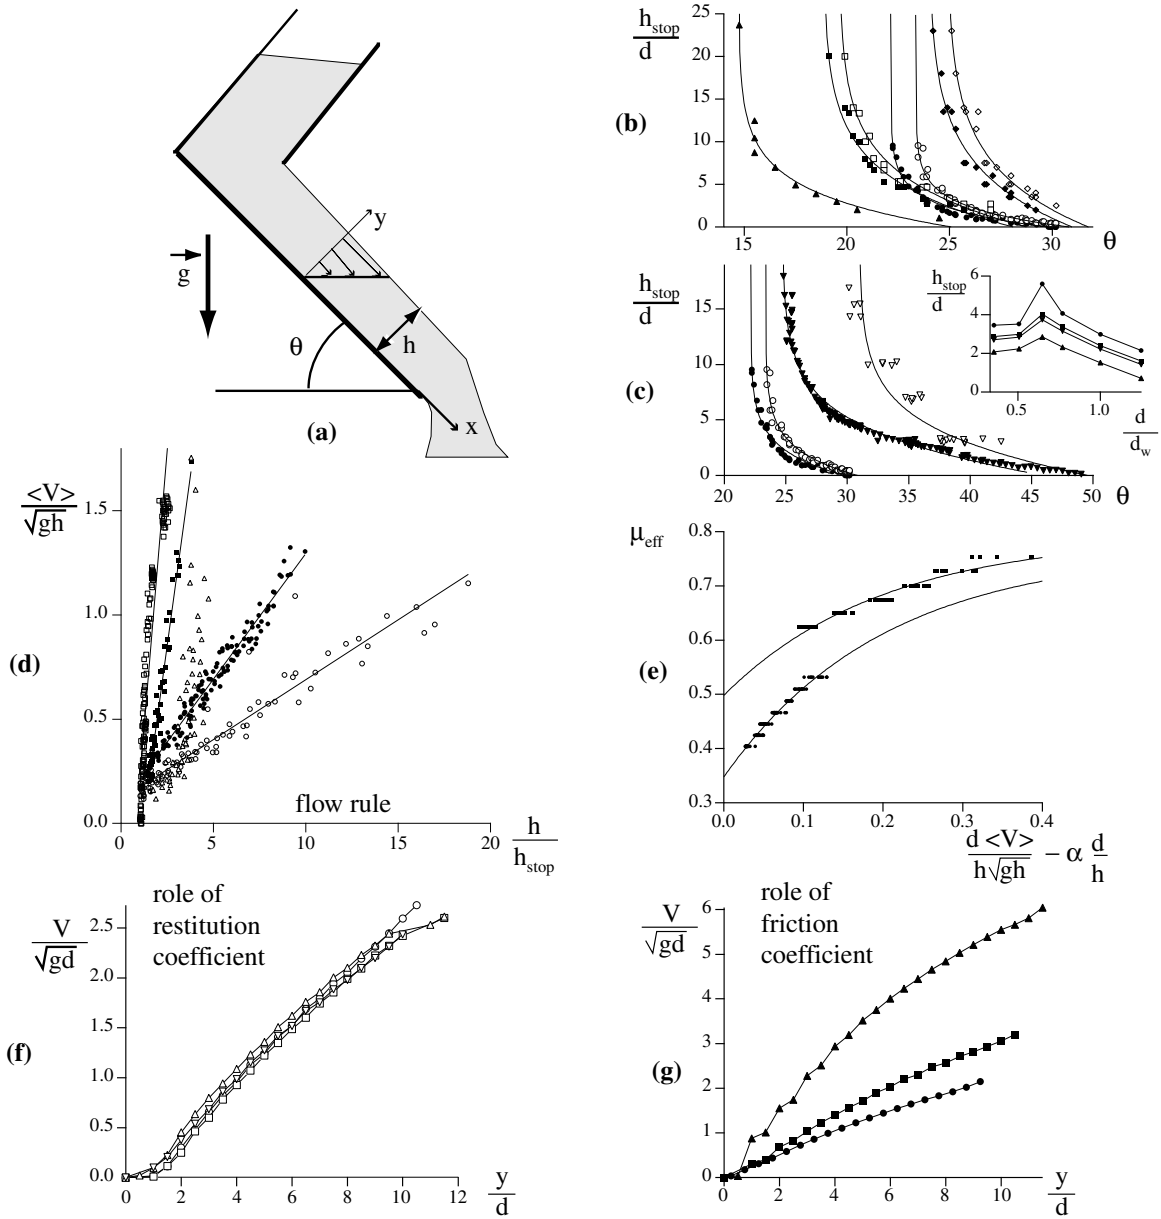 g
θ
y
h
x
(a)
h_stop
d
25
20
15
10
5
0
15
20
25
30
θ
(b)
h_stop
d
15
10
5
0
20
25
30
35
40
45
50
θ
(c)
h_stop
d
6
4
2
0
0.5
1.0
d
d_w
<V>
√gh
1.5
1.0
0.5
0.0
0
5
10
15
20
flow rule
h
h_stop
(d)
μ_eff
0.8
0.7
0.6
0.5
0.4
0.3
0.0
0.1
0.2
0.3
0.4
d <V>
h√gh
− α d
h
(e)
role of
restitution
coefficient
V
√gd
2.5
2.0
1.5
1.0
0.5
0.0
0
2
4
6
8
10
12
y
d
(f)
role of
friction
coefficient
V
√gd
6
5
4
3
2
1
0
0
2
4
6
8
10
y
d
(g)